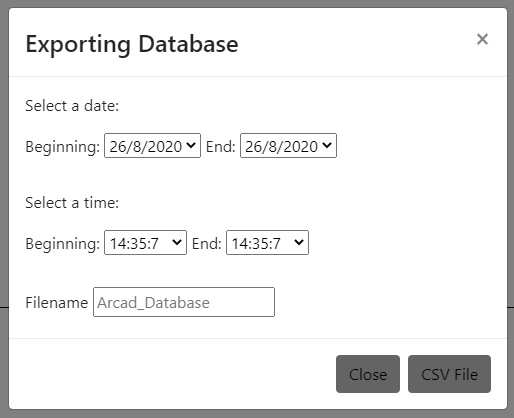 Exporting Database ×
Select a date:
Beginning: 26/8/2020 End: 26/8/2020
Select a time:
Beginning: 14:35:7 End: 14:35:7
Filename Arcad_Database
Close CSV File